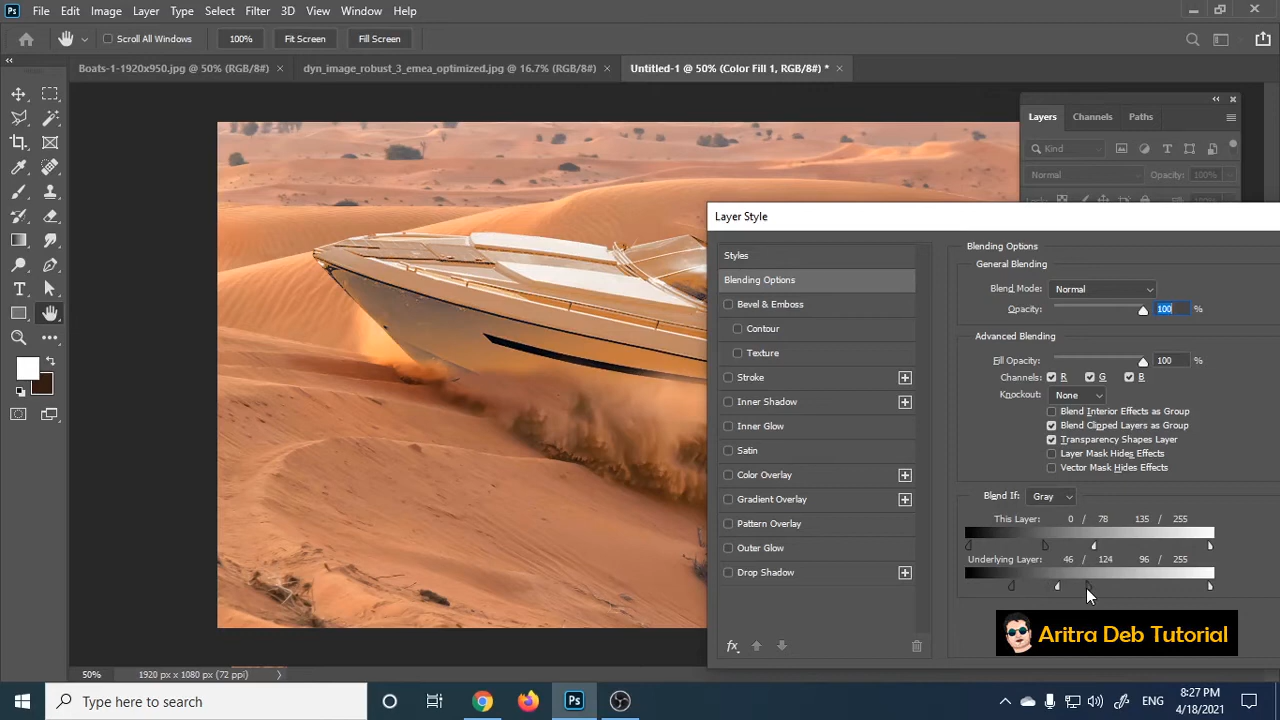 Ps File Edit Image Layer Type Select Filter 3D View Window Help
Scroll All Windows 100% Fit Screen Fill Screen
Boats-1-1920x950.jpg @ 50% (RGB/8#) × dyn_image_robust_3_emea_optimized.jpg @ 16.7% (RGB/8#) × Untitled-1 @ 50% (Color Fill 1, RGB/8#) * ×
Layers Channels Paths
Kind
Normal Opacity: 100%
Layer Style
Styles
Blending Options
Bevel & Emboss
Contour
Texture
Stroke
Inner Shadow
Inner Glow
Satin
Color Overlay
Gradient Overlay
Pattern Overlay
Outer Glow
Drop Shadow
fx
Blending Options
General Blending
Blend Mode: Normal
Opacity: 100 %
Advanced Blending
Fill Opacity: 100 %
Channels: R G B
Knockout: None
Blend Interior Effects as Group
Blend Clipped Layers as Group
Transparency Shapes Layer
Layer Mask Hides Effects
Vector Mask Hides Effects
Blend If: Gray
This Layer: 0 / 78 135 / 255
Underlying Layer: 46 / 124 96 / 255
Aritra Deb Tutorial
50% 1920 px x 1080 px (72 ppi)
Type here to search
Ps
ENG
8:27 PM
4/18/2021